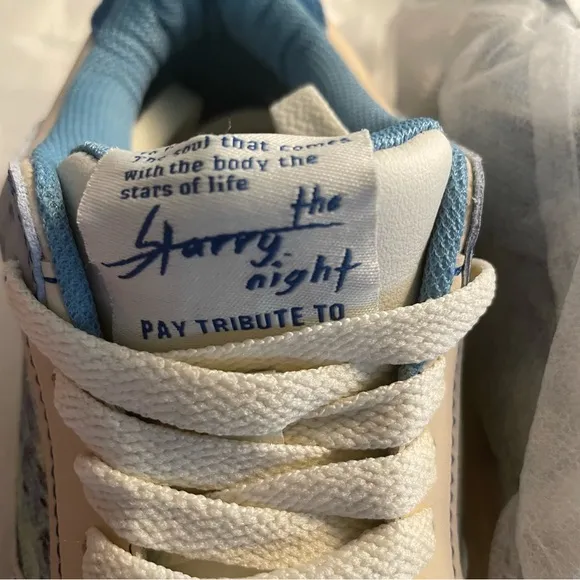 The soul that comes
with the body the
stars of life
the
Starry
night
PAY TRIBUTE TO